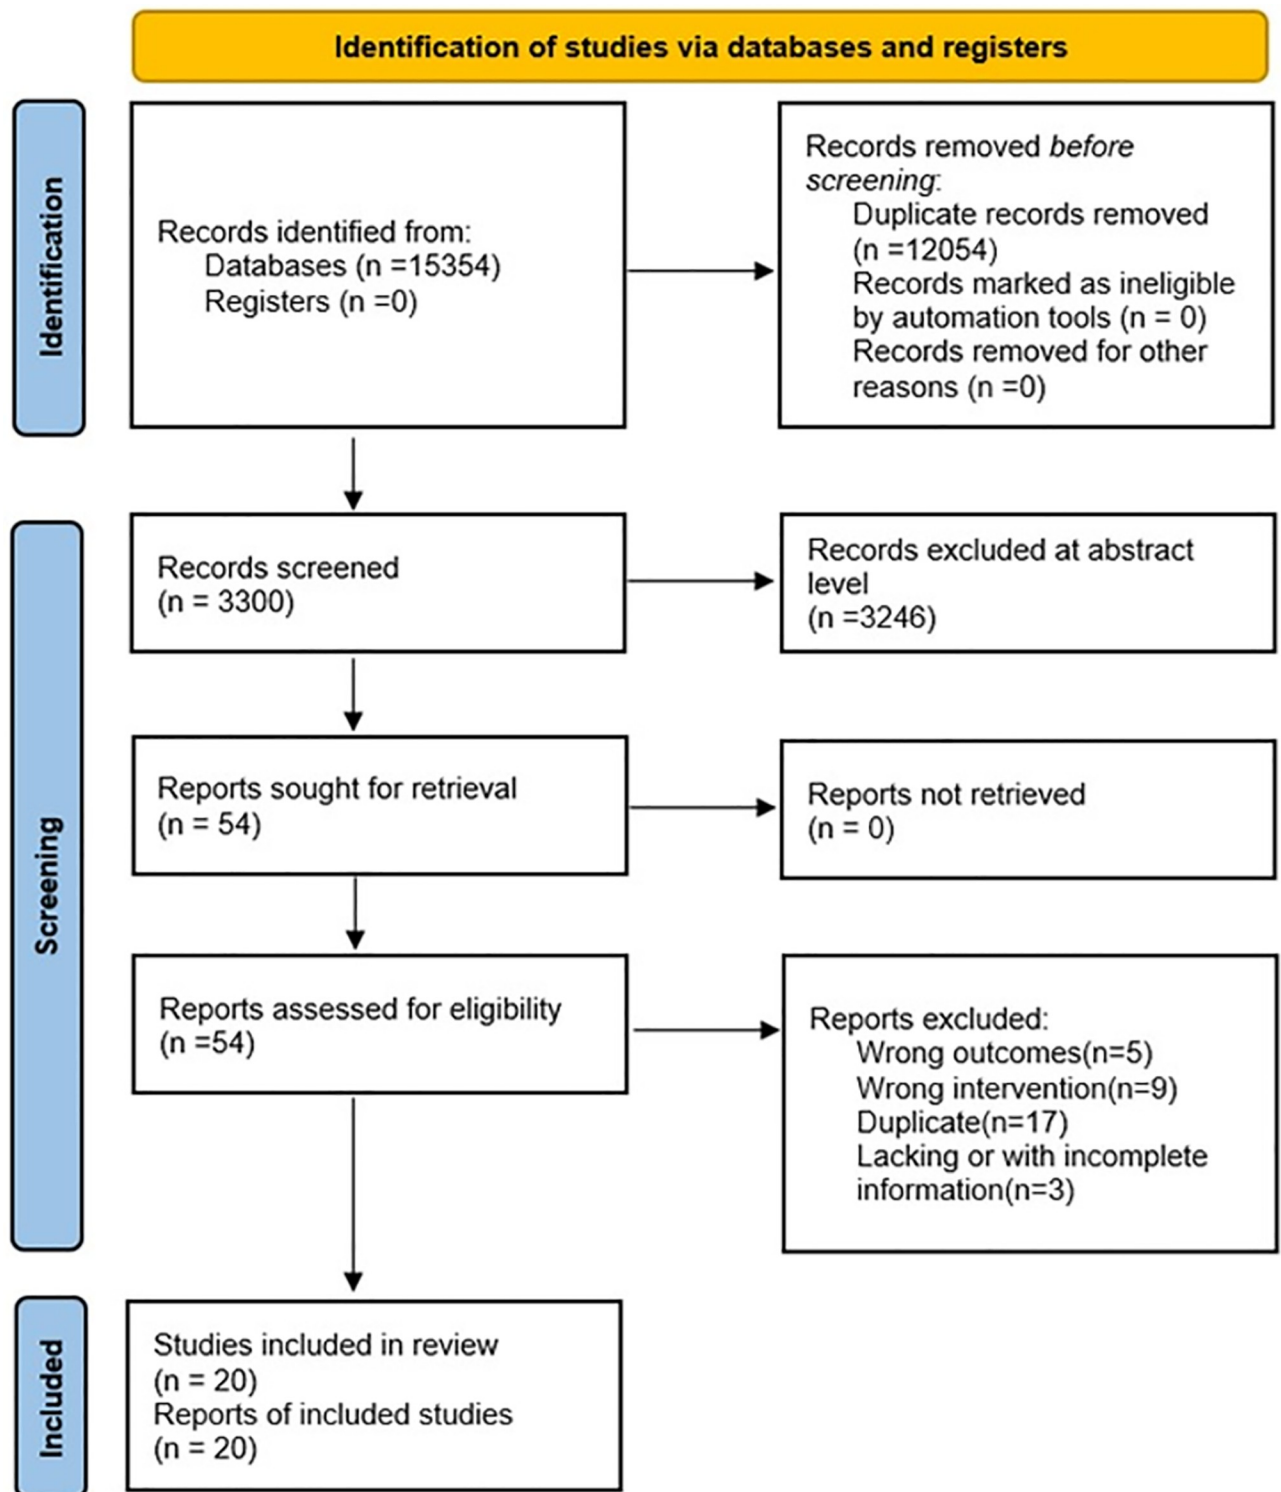 Identification of studies via databases and registers
Identification
Records identified from:
Databases (n =15354)
Registers (n =0)
Records removed before
screening:
Duplicate records removed
(n =12054)
Records marked as ineligible
by automation tools (n = 0)
Records removed for other
reasons (n =0)
Screening
Records screened
(n = 3300)
Records excluded at abstract
level
(n =3246)
Reports sought for retrieval
(n = 54)
Reports not retrieved
(n = 0)
Reports assessed for eligibility
(n =54)
Reports excluded:
Wrong outcomes(n=5)
Wrong intervention(n=9)
Duplicate(n=17)
Lacking or with incomplete
information(n=3)
Included
Studies included in review
(n = 20)
Reports of included studies
(n = 20)